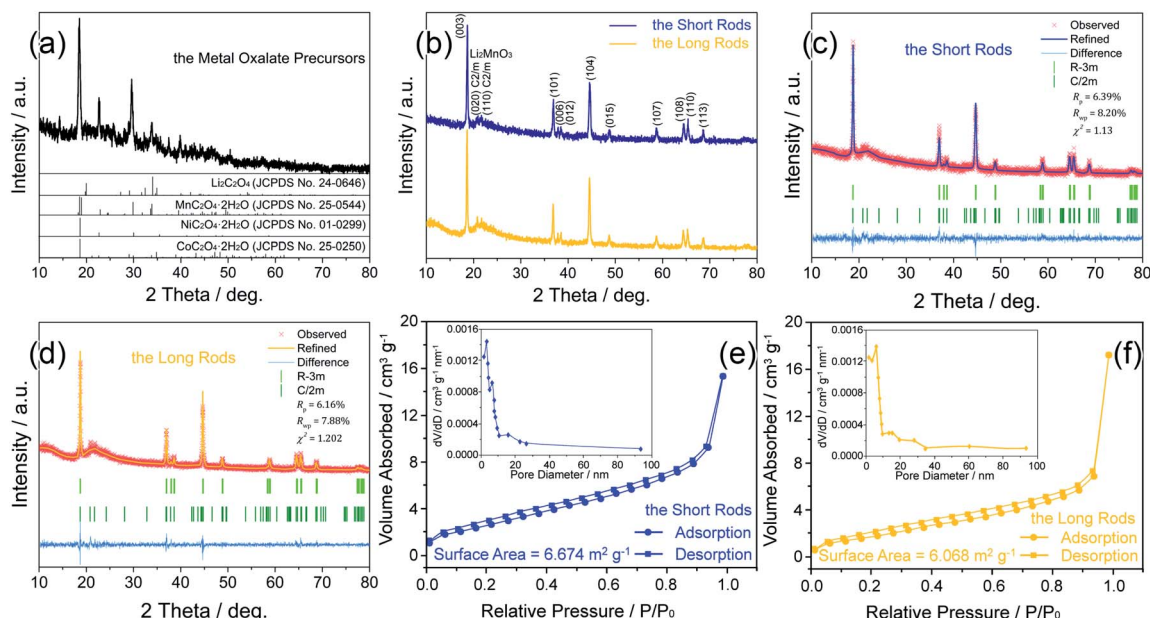 (a)
the Metal Oxalate Precursors
Intensity / a.u.
Li₂C₂O₄ (JCPDS No. 24-0646)
MnC₂O₄·2H₂O (JCPDS No. 25-0544)
NiC₂O₄·2H₂O (JCPDS No. 01-0299)
CoC₂O₄·2H₂O (JCPDS No. 25-0250)
10 20 30 40 50 60 70 80
2 Theta / deg.
(b)
the Short Rods
the Long Rods
Intensity / a.u.
(003)
Li₂MnO₃
(020) C2/m
(110) C2/m
(101)
(006)
(012)
(104)
(015)
(107)
(108)
(110)
(113)
10 20 30 40 50 60 70 80
2 Theta / deg.
(c)
the Short Rods
Intensity / a.u.
Observed
Refined
Difference
R-3m
C/2m
Rp = 6.39%
Rwp = 8.20%
χ² = 1.13
10 20 30 40 50 60 70 80
2 Theta / deg.
(d)
the Long Rods
Intensity / a.u.
Observed
Refined
Difference
R-3m
C/2m
Rp = 6.16%
Rwp = 7.88%
χ² = 1.202
10 20 30 40 50 60 70 80
2 Theta / deg.
(e)
Volume Absorbed / cm³ g⁻¹
20
16
12
8
4
0
dV/dD / cm³ g⁻¹ nm⁻¹
0.0016
0.0012
0.0008
0.0004
0.0000
0 20 40 60 80 100
Pore Diameter / nm
the Short Rods
Adsorption
Surface Area = 6.674 m² g⁻¹
Desorption
0.0 0.2 0.4 0.6 0.8 1.0
Relative Pressure / P/P₀
(f)
Volume Absorbed / cm³ g⁻¹
20
16
12
8
4
0
dV/dD / cm³ g⁻¹ nm⁻¹
0.0016
0.0012
0.0008
0.0004
0.0000
0 20 40 60 80 100
Pore Diameter / nm
the Long Rods
Adsorption
Surface Area = 6.068 m² g⁻¹
Desorption
0.0 0.2 0.4 0.6 0.8 1.0
Relative Pressure / P/P₀